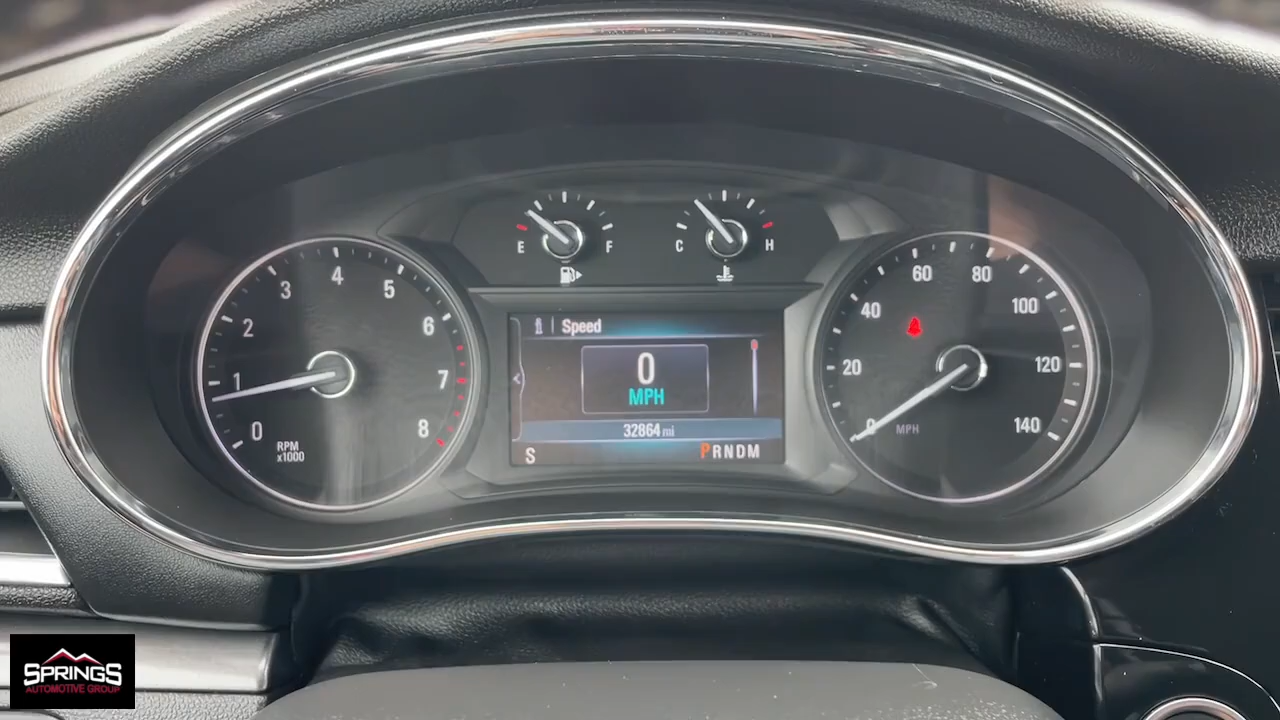 E F
C H
0 1 2 3 4 5 6 7 8
RPM
x1000
Speed
0
MPH
32864 mi
S
PRNDM
0 20 40 60 80 100 120 140
MPH
SPRINGS
AUTOMOTIVE GROUP